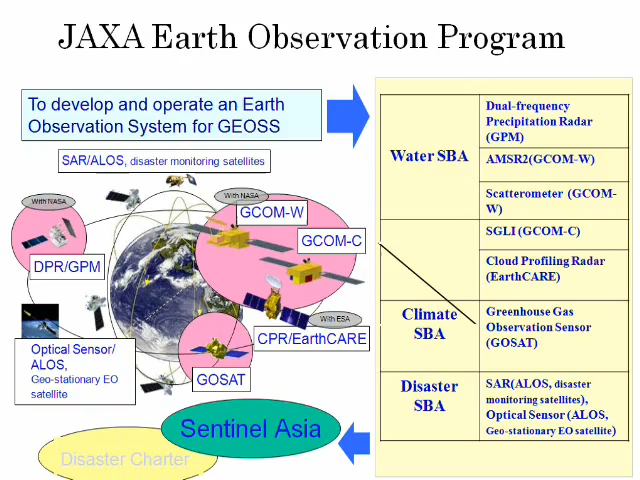 JAXA Earth Observation Program
To develop and operate an Earth
Observation System for GEOSS
SAR/ALOS, disaster monitoring satellites
With NASA
DPR/GPM
With NASA
GCOM-W
GCOM-C
With ESA
CPR/EarthCARE
GOSAT
Optical Sensor/
ALOS,
Geo-stationary EO
satellite
Sentinel Asia
Disaster Charter
Water SBA
Dual-frequency
Precipitation Radar
(GPM)
AMSR2(GCOM-W)
Scatterometer (GCOM-
W)
SGLI (GCOM-C)
Cloud Profiling Radar
(EarthCARE)
Climate
SBA
Greenhouse Gas
Observation Sensor
(GOSAT)
Disaster
SBA
SAR(ALOS, disaster
monitoring satellites),
Optical Sensor (ALOS,
Geo-stationary EO satellite)